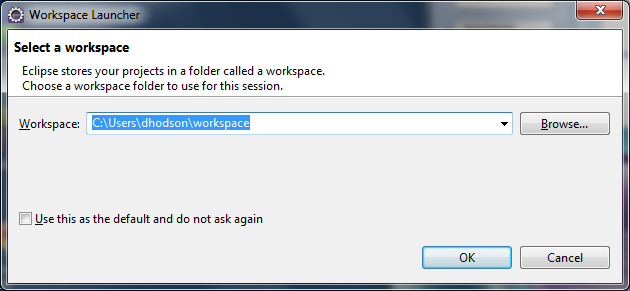 Workspace Launcher
Select a workspace
Eclipse stores your projects in a folder called a workspace.
Choose a workspace folder to use for this session.
Workspace: C:\Users\dhodson\workspace Browse...
Use this as the default and do not ask again
OK Cancel